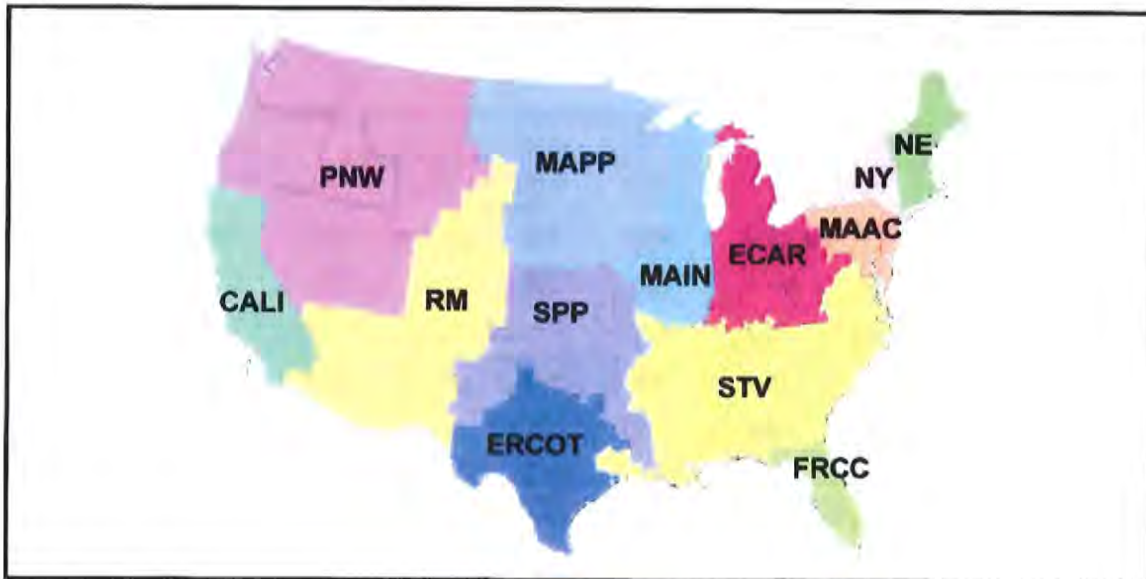 NE
PNW
MAPP
NY
MAAC
ECAR
MAIN
CALI
RM
SPP
STV
ERCOT
FRCC